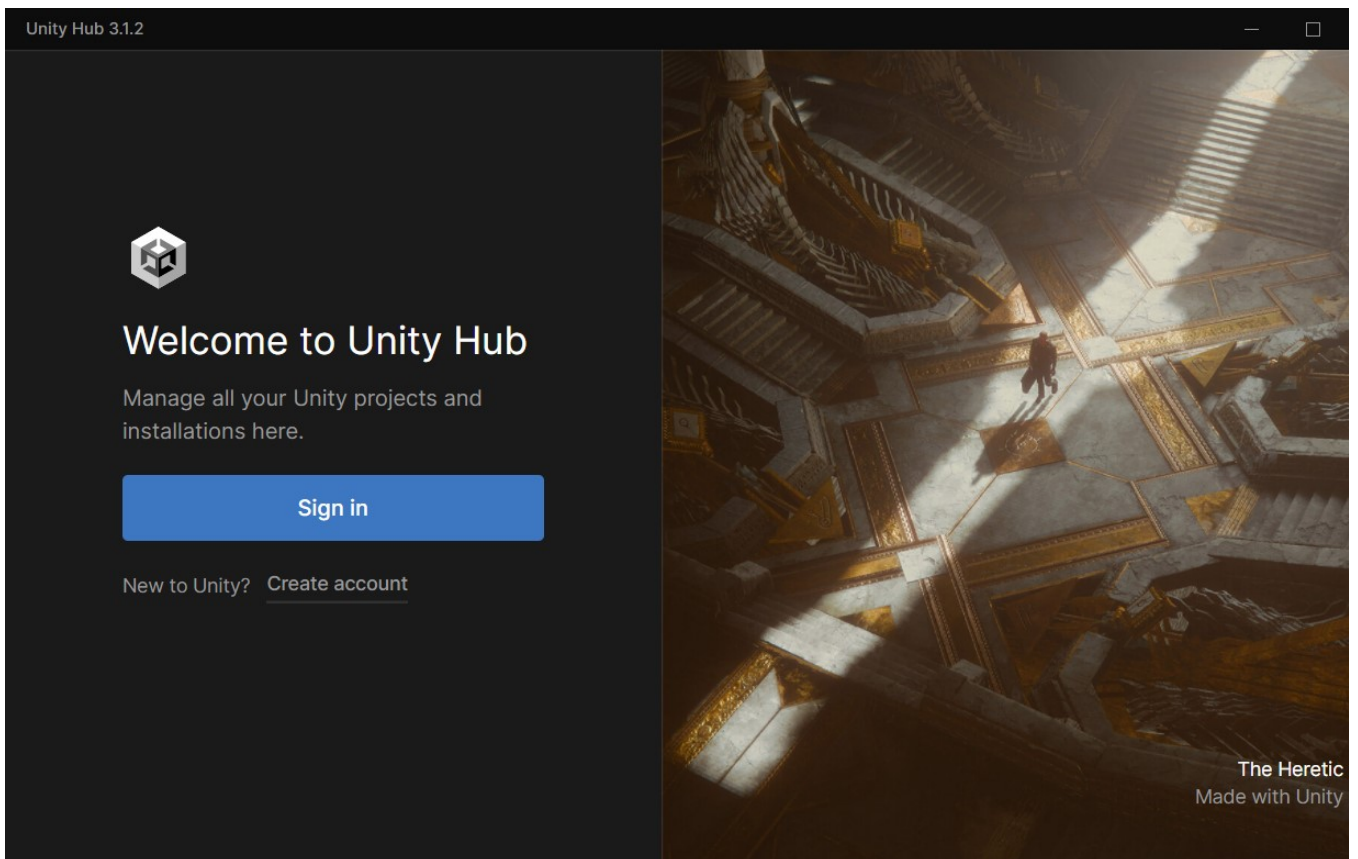 Unity Hub 3.1.2
Welcome to Unity Hub
Manage all your Unity projects and
installations here.
Sign in
New to Unity? Create account
The Heretic
Made with Unity